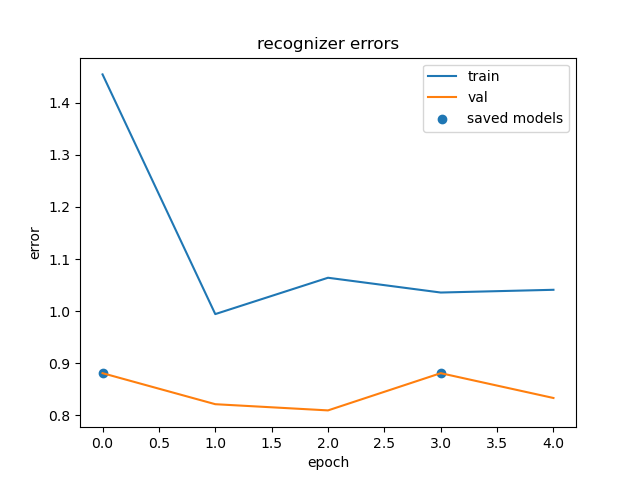 recognizer errors
train
val
saved models
error
1.4
1.3
1.2
1.1
1.0
0.9
0.8
0.0 0.5 1.0 1.5 2.0 2.5 3.0 3.5 4.0
epoch